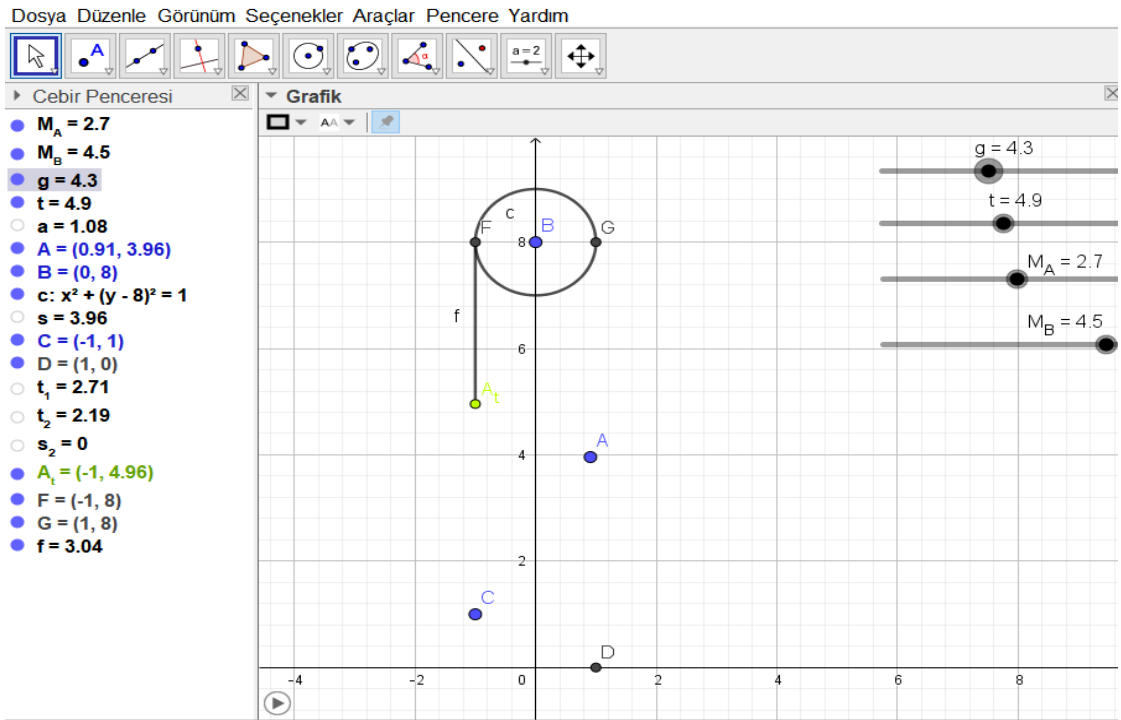 Dosya Düzenle Görünüm Seçenekler Araçlar Pencere Yardım
A
α
a = 2
Cebir Penceresi
Grafik
AA
M_A = 2.7
M_B = 4.5
g = 4.3
t = 4.9
a = 1.08
A = (0.91, 3.96)
B = (0, 8)
c: x² + (y - 8)² = 1
s = 3.96
C = (-1, 1)
D = (1, 0)
t₁ = 2.71
t₂ = 2.19
s₂ = 0
A_t = (-1, 4.96)
F = (-1, 8)
G = (1, 8)
f = 3.04
g = 4.3
t = 4.9
M_A = 2.7
M_B = 4.5
c
F
B
G
8
f
6
A_t
A
4
2
C
D
-4 -2 0 2 4 6 8